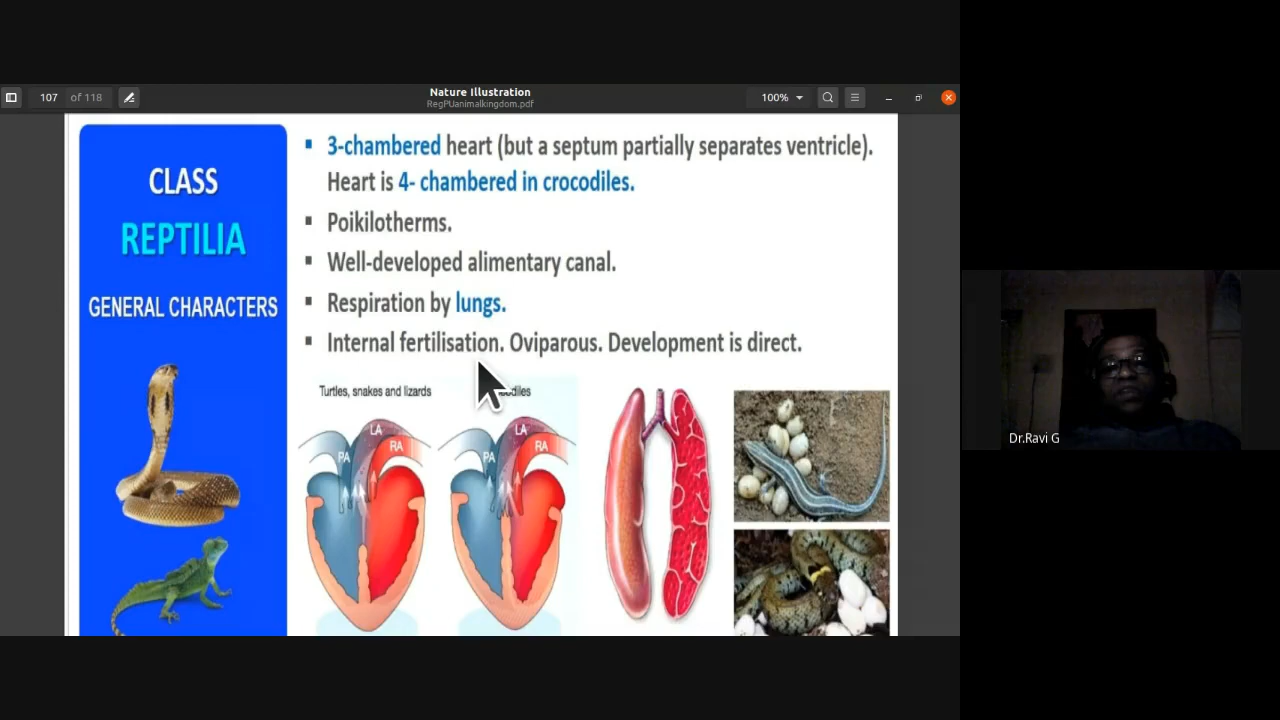 107 of 118
Nature Illustration
RegPUanimalkingdom.pdf
100%
CLASS
REPTILIA
GENERAL CHARACTERS
3-chambered heart (but a septum partially separates ventricle).
Heart is 4- chambered in crocodiles.
Poikilotherms.
Well-developed alimentary canal.
Respiration by lungs.
Internal fertilisation. Oviparous. Development is direct.
Turtles, snakes and lizards
LA
RA
PA
LA
RA
PA
Dr.Ravi G